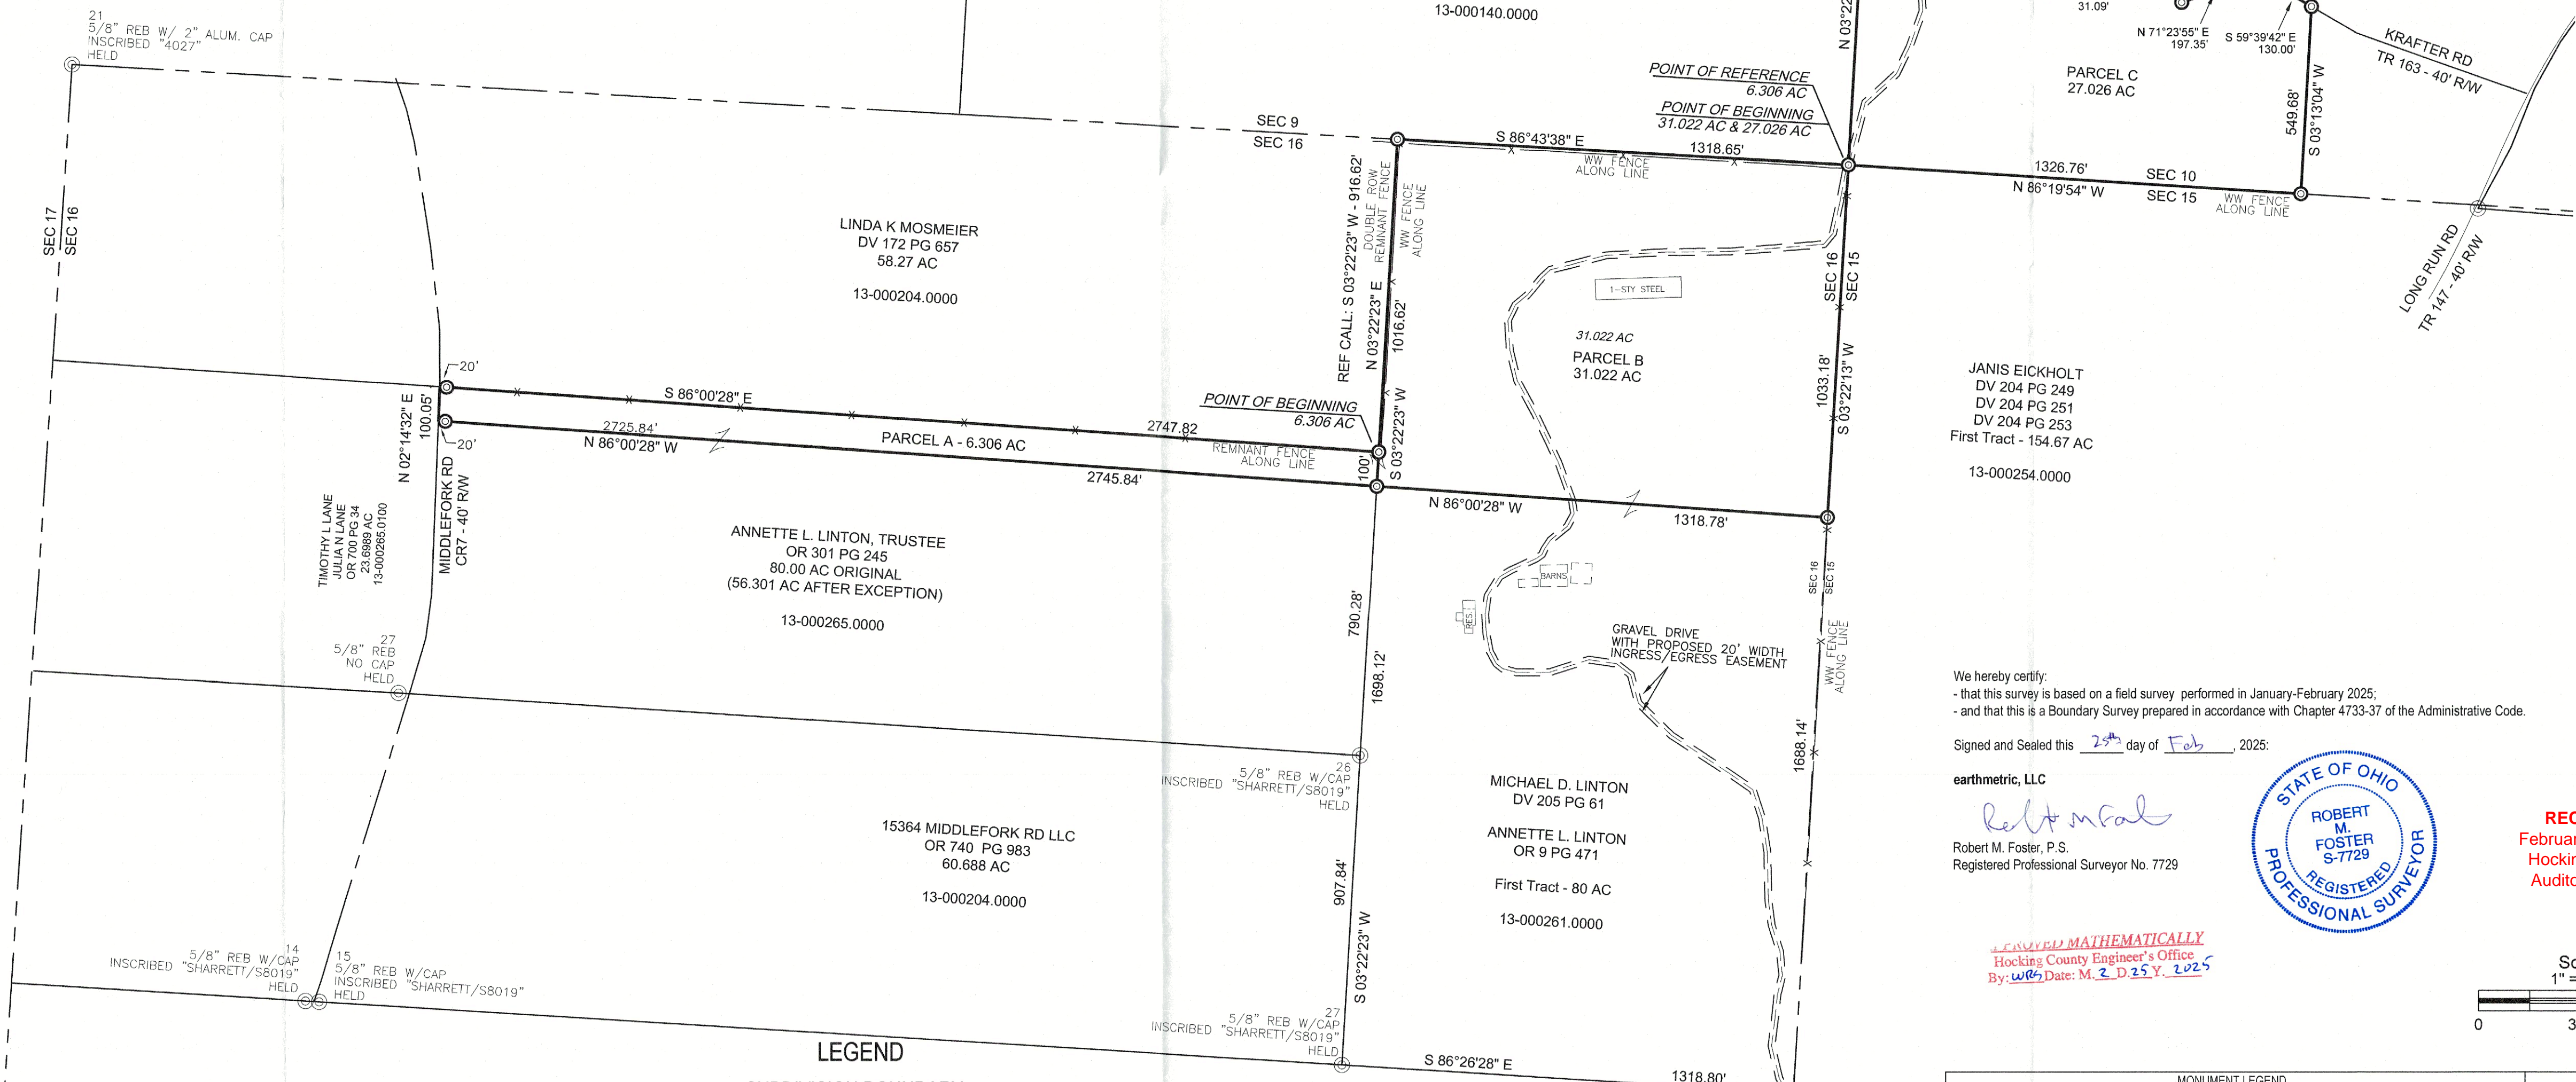 21
5/8" REB W/ 2" ALUM. CAP
INSCRIBED "4027"
HELD
13-000140.0000
N 03°22
31.09'
N 71°23'55" E
197.35'
S 59°39'42" E
130.00'
KRAFTER RD
TR 163 - 40' R/W
PARCEL C
27.026 AC
549.68'
S 03°13'04" W
POINT OF REFERENCE
6.306 AC
POINT OF BEGINNING
31.022 AC & 27.026 AC
SEC 9
SEC 16
S 86°43'38" E
1318.65'
WW FENCE
ALONG LINE
1326.76'
N 86°19'54" W
SEC 10
SEC 15
WW FENCE
ALONG LINE
LONG RUN RD
TR 147 - 40' R/W
SEC 17
SEC 16
LINDA K MOSMEIER
DV 172 PG 657
58.27 AC
13-000204.0000
REF CALL: S 03°22'23" W - 916.62'
DOUBLE ROW
REMNANT FENCE
N 03°22'23" E
1016.62'
WW FENCE
ALONG LINE
1-STY STEEL
31.022 AC
PARCEL B
31.022 AC
SEC 16
SEC 15
1033.18'
S 03°22'13" W
JANIS EICKHOLT
DV 204 PG 249
DV 204 PG 251
DV 204 PG 253
First Tract - 154.67 AC
13-000254.0000
20'
S 86°00'28" E
2747.82
POINT OF BEGINNING
6.306 AC
N 02°14'32" E
100.05'
20'
2725.84'
N 86°00'28" W
PARCEL A - 6.306 AC
REMNANT FENCE
ALONG LINE
2745.84'
100'
S 03°22'23" W
N 86°00'28" W
1318.78'
MIDDLEFORK RD
CR7 - 40' R/W
TIMOTHY L LANE
JULIA N LANE
OR 700 PG 34
23.6989 AC
13-000265.0100
ANNETTE L. LINTON, TRUSTEE
OR 301 PG 245
80.00 AC ORIGINAL
(56.301 AC AFTER EXCEPTION)
13-000265.0000
27
5/8" REB
NO CAP
HELD
790.28'
1698.12'
BARNS
RES.
SEC 16
SEC 15
WW FENCE
ALONG LINE
GRAVEL DRIVE
WITH PROPOSED 20' WIDTH
INGRESS/EGRESS EASEMENT
1688.14'
26
5/8" REB W/CAP
INSCRIBED "SHARRETT/S8019"
HELD
15364 MIDDLEFORK RD LLC
OR 740 PG 983
60.688 AC
13-000204.0000
907.84'
S 03°22'23" W
MICHAEL D. LINTON
DV 205 PG 61
ANNETTE L. LINTON
OR 9 PG 471
First Tract - 80 AC
13-000261.0000
14
5/8" REB W/CAP
INSCRIBED "SHARRETT/S8019"
HELD
15
5/8" REB W/CAP
INSCRIBED "SHARRETT/S8019"
HELD
27
5/8" REB W/CAP
INSCRIBED "SHARRETT/S8019"
HELD
S 86°26'28" E
1318.80'
LEGEND
We hereby certify:
- that this survey is based on a field survey performed in January-February 2025;
- and that this is a Boundary Survey prepared in accordance with Chapter 4733-37 of the Administrative Code.
Signed and Sealed this 25th day of Feb, 2025:
earthmetric, LLC
Robert M. Foster, P.S.
Registered Professional Surveyor No. 7729
STATE OF OHIO
ROBERT
M.
FOSTER
S-7729
REGISTERED
PROFESSIONAL SURVEYOR
MATHEMATICALLY
Hocking County Engineer's Office
By: WRS Date: M. 2 D. 25 Y. 2025
REC
Februar
Hockin
Audito
1" =
0
MONUMENT LEGEND